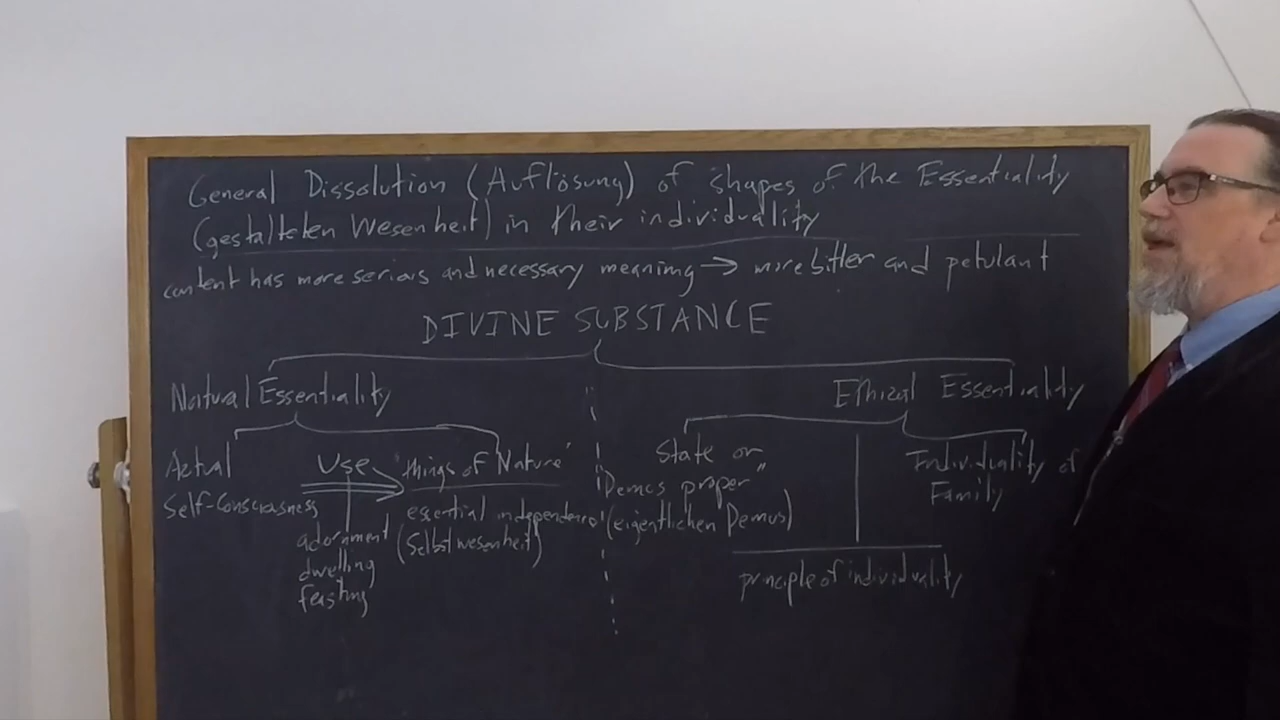 General Dissolution (Auflösung) of shapes of the Essentiality
(gestalteten Wesenheit) in their individuality
content has more serious and necessary meaning → more bitter and petulant
DIVINE SUBSTANCE
Natural Essentiality
Ethical Essentiality
Actual
Self-Consciousness
Use
adornment
dwelling
feasting
"things of Nature"
essential independence
(Selbstwesenheit)
State or
"Demos proper"
(eigentlichen Demus)
Individuality of
Family
principle of individuality